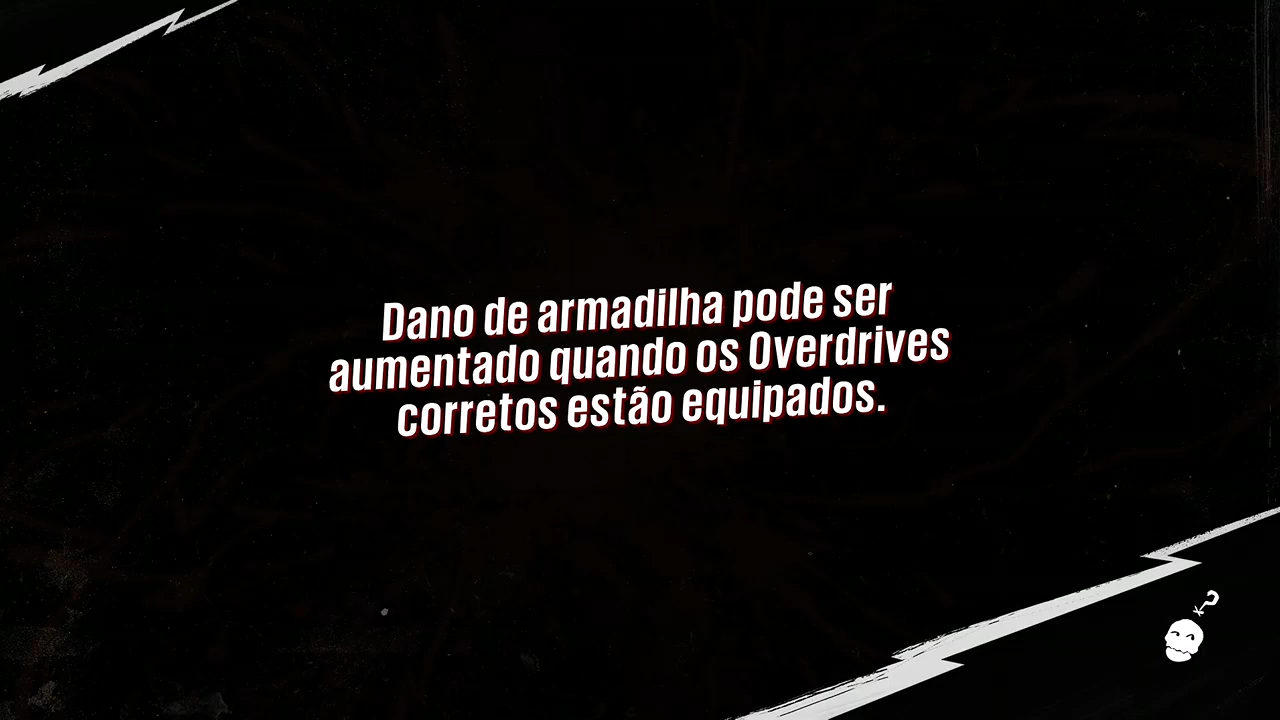 Dano de armadilha pode ser
aumentado quando os Overdrives
corretos estão equipados.